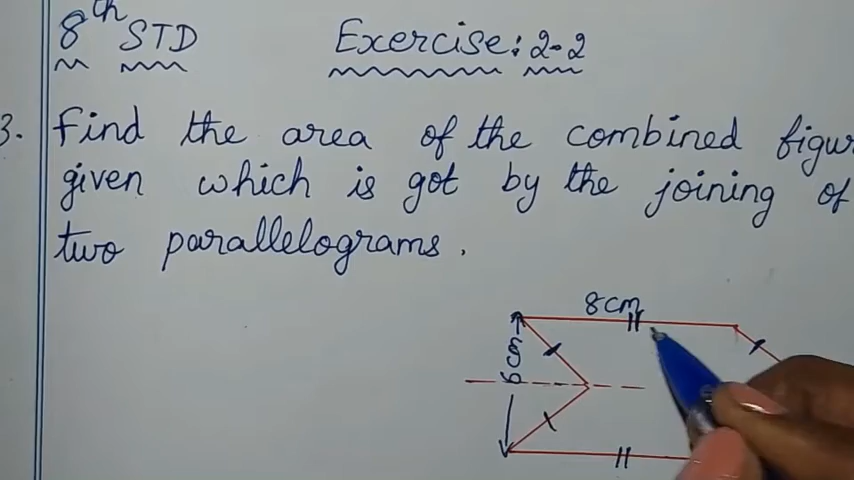 8th STD Exercise: 2.2
3. Find the area of the combined figur
given which is got by the joining of
two parallelograms.
8cm